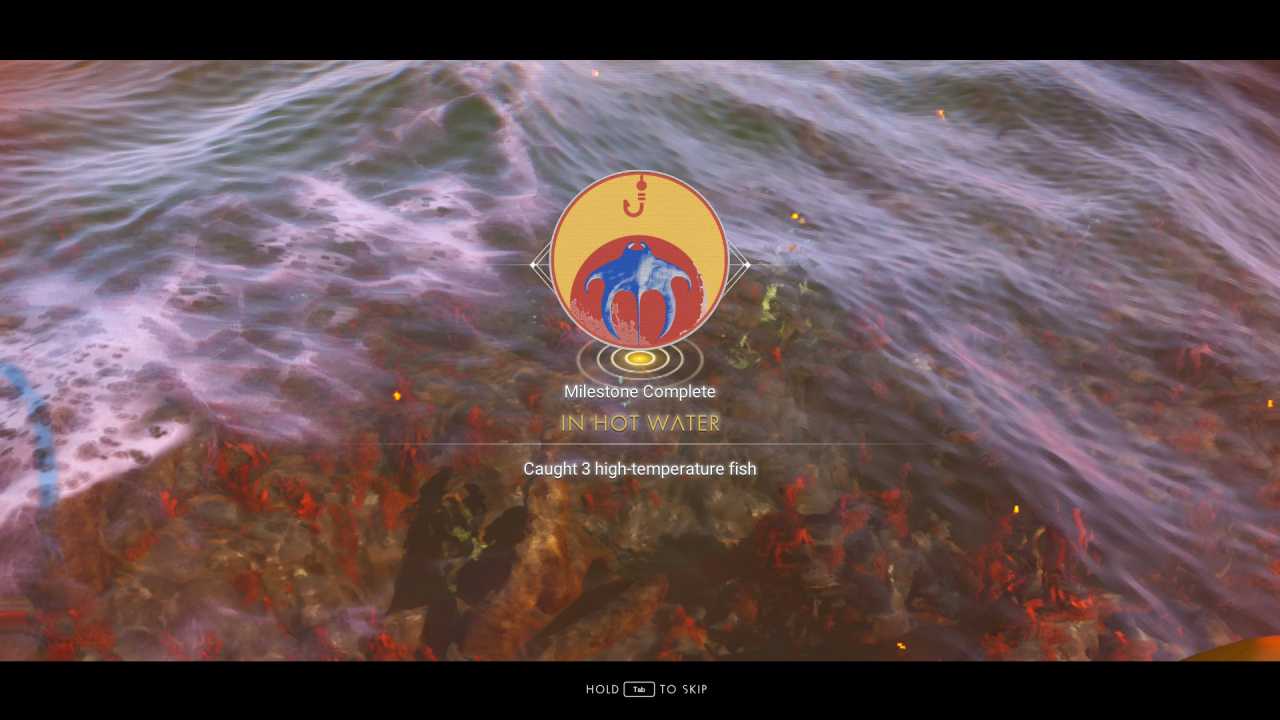 Milestone Complete
IN HOT WATER
Caught 3 high-temperature fish
HOLD Tab TO SKIP